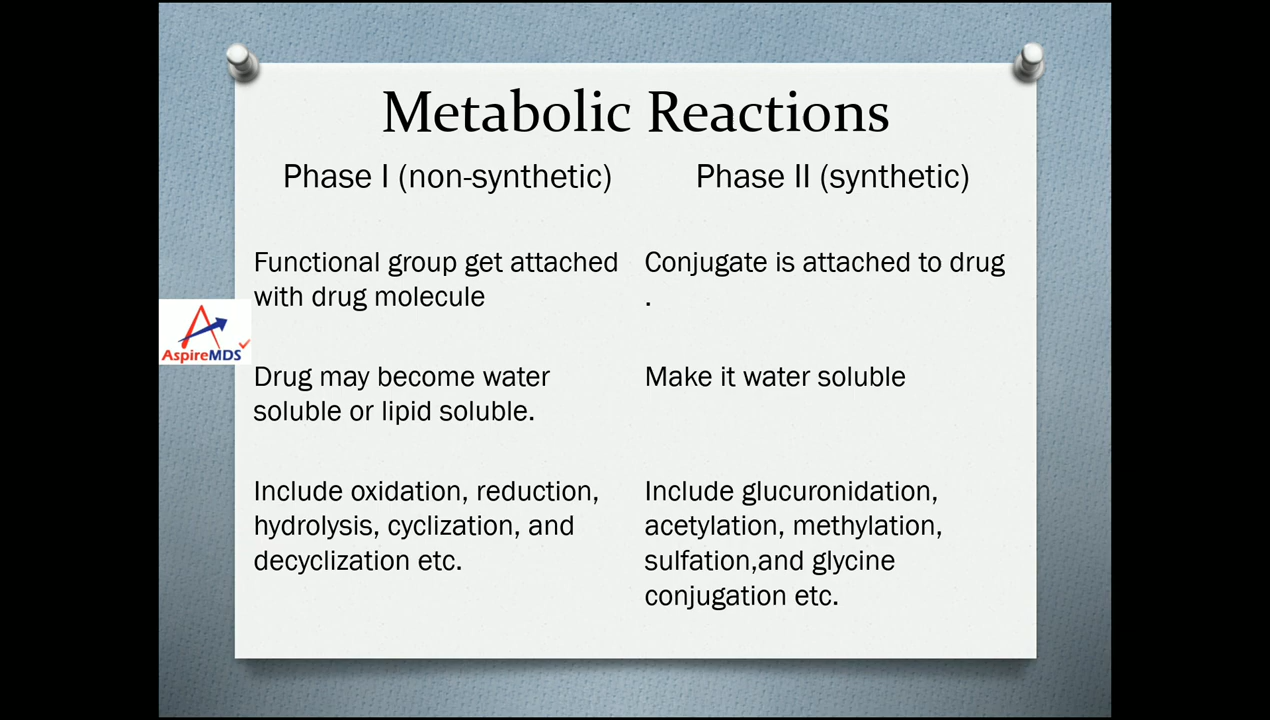 Metabolic Reactions
Phase I (non-synthetic)
Functional group get attached
with drug molecule
Drug may become water
soluble or lipid soluble.
Include oxidation, reduction,
hydrolysis, cyclization, and
decyclization etc.
Phase II (synthetic)
Conjugate is attached to drug
.
Make it water soluble
Include glucuronidation,
acetylation, methylation,
sulfation,and glycine
conjugation etc.
AspireMDS